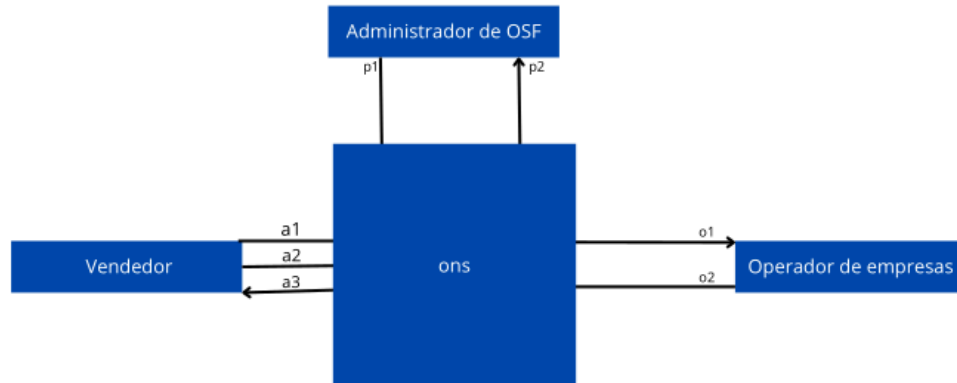 Administrador de OSF
p1
p2
a1
a2
a3
Vendedor
ons
o1
o2
Operador de empresas